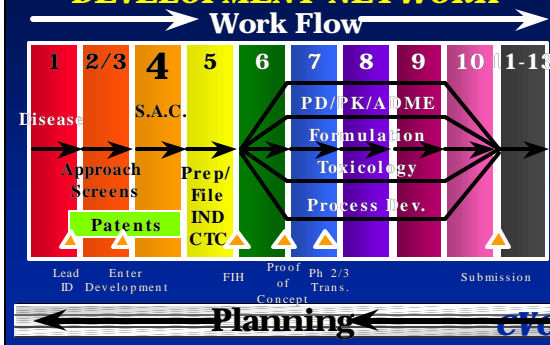 DEVELOPMENT NETWORK
Work Flow
1 2/3 4 5 6 7 8 9 10 11-13
Disease
Approach
Screens
S.A.C.
Patents
Prep/
File
IND
CTC
PD/PK/ADME
Formulation
Toxicology
Process Dev.
Lead
ID
Enter
Development
FIH
Proof
of
Concept
Ph 2/3
Trans.
Submission
Planning